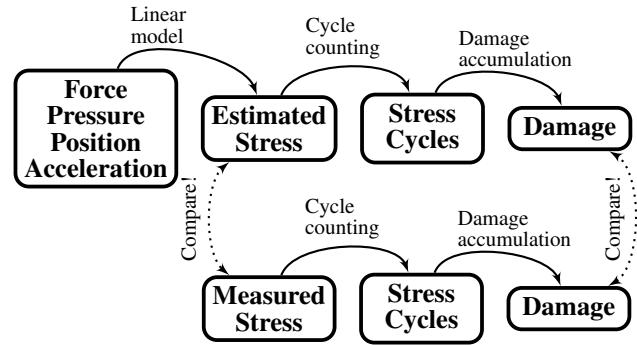 Linear
model
Cycle
counting
Damage
accumulation
Force
Pressure
Position
Acceleration
Estimated
Stress
Stress
Cycles
Damage
Compare!
Compare!
Cycle
counting
Damage
accumulation
Measured
Stress
Stress
Cycles
Damage